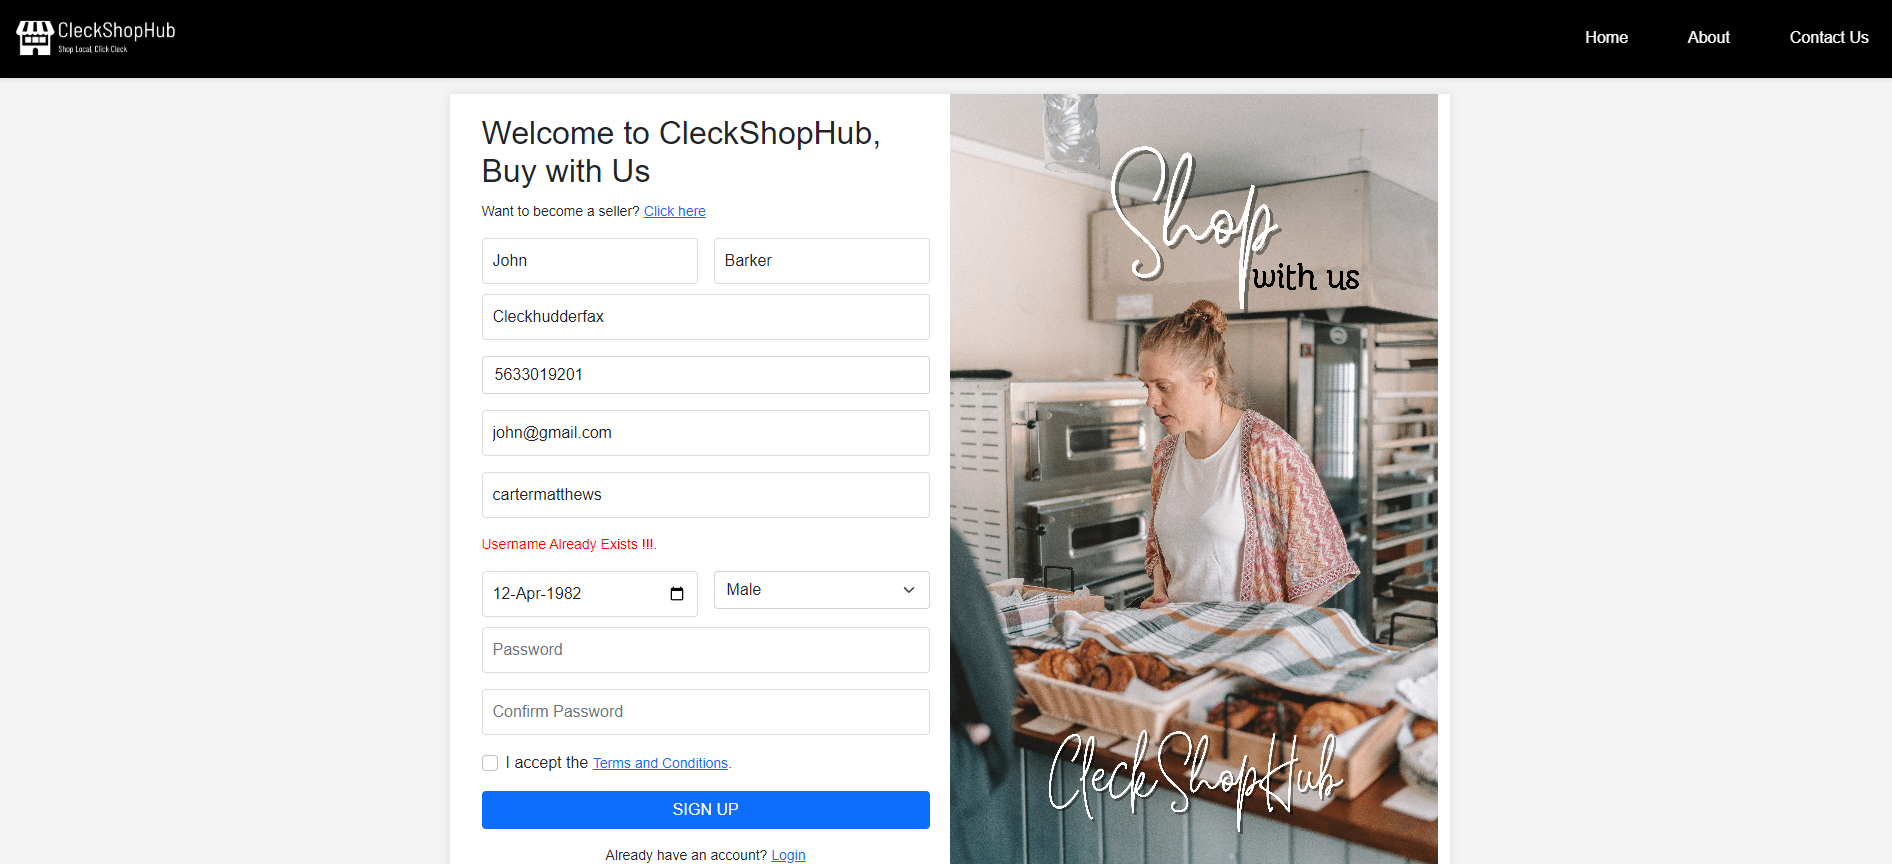 CleckShopHub
Shop Local, Click Cleck
Home
About
Contact Us
Welcome to CleckShopHub,
Buy with Us
Want to become a seller? Click here
John
Barker
Cleckhudderfax
5633019201
john@gmail.com
cartermatthews
Username Already Exists !!!.
12-Apr-1982
Male
Password
Confirm Password
I accept the Terms and Conditions.
SIGN UP
Already have an account? Login
Shop
with us
CleckShopHub